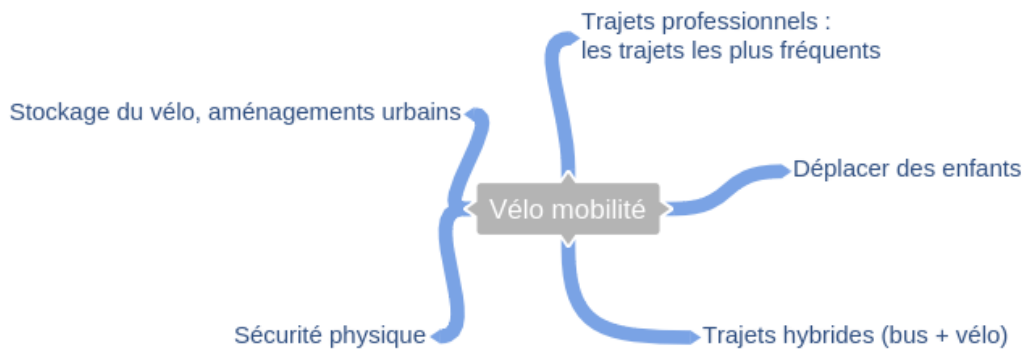 Trajets professionnels :
les trajets les plus fréquents
Stockage du vélo, aménagements urbains
Déplacer des enfants
Vélo mobilité
Sécurité physique
Trajets hybrides (bus + vélo)